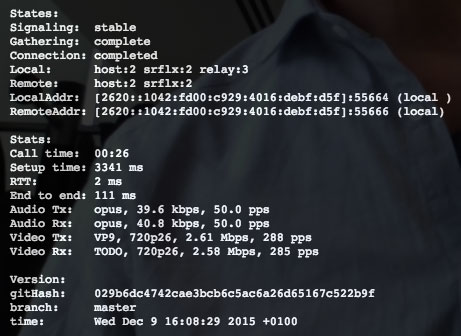 States:
Signaling: stable
Gathering: complete
Connection: completed
Local: host:2 srflx:2 relay:3
Remote: host:2 srflx:2
LocalAddr: [2620::1042:fd00:c929:4016:debf:d5f]:55664 (local )
RemoteAddr: [2620::1042:fd00:c929:4016:debf:d5f]:55666 (local)
Stats:
Call time: 00:26
Setup time: 3341 ms
RTT: 2 ms
End to end: 111 ms
Audio Tx: opus, 39.6 kbps, 50.0 pps
Audio Rx: opus, 40.8 kbps, 50.0 pps
Video Tx: VP9, 720p26, 2.61 Mbps, 288 pps
Video Rx: TODO, 720p26, 2.58 Mbps, 285 pps
Version:
gitHash: 029b6dc4742cae3bcb6c5ac6a26d65167c522b9f
branch: master
time: Wed Dec 9 16:08:29 2015 +0100